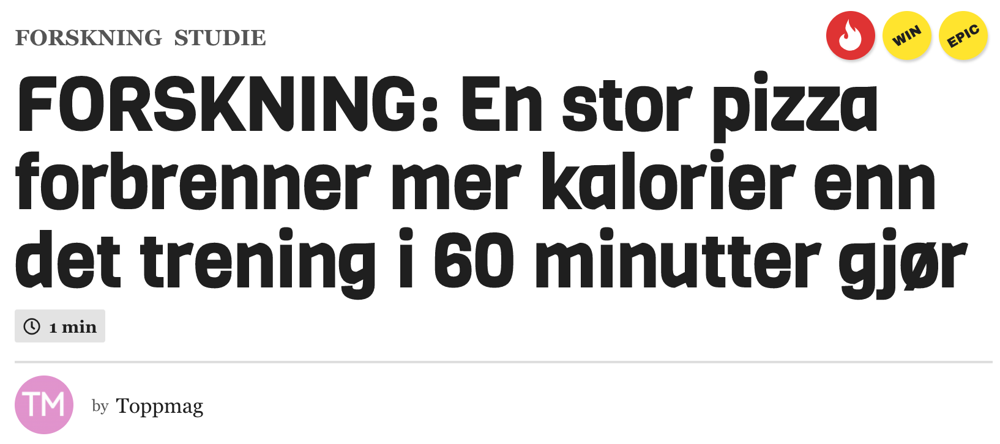 FORSKNING STUDIE
WIN
EPIC
FORSKNING: En stor pizza
forbrenner mer kalorier enn
det trening i 60 minutter gjør
1 min
TM
by Toppmag